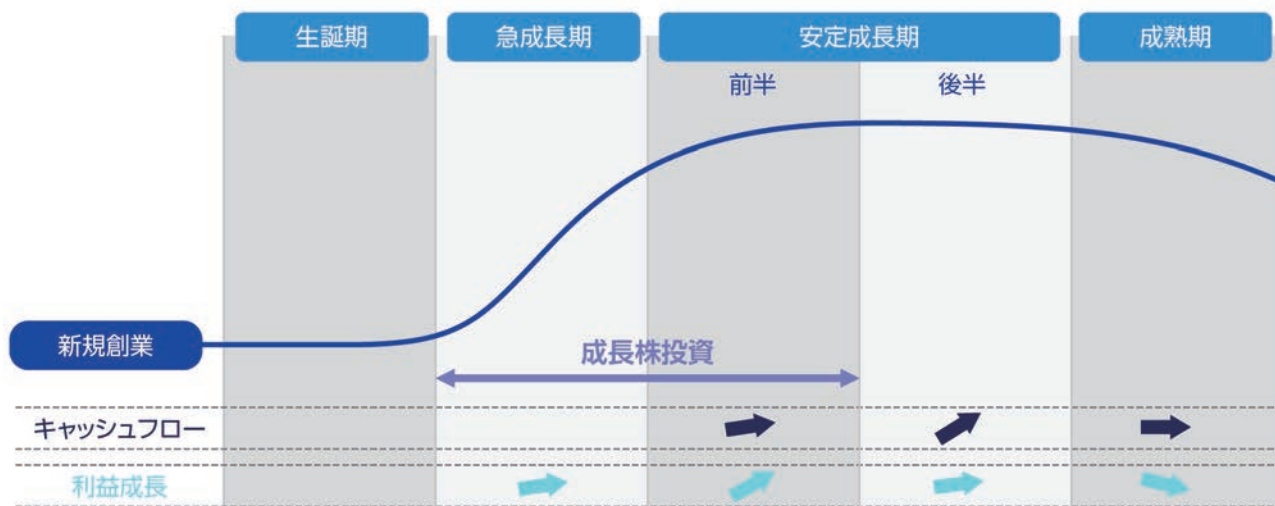 生誕期
急成長期
安定成長期
成熟期
前半
後半
新規創業
成長株投資
キャッシュフロー
利益成長